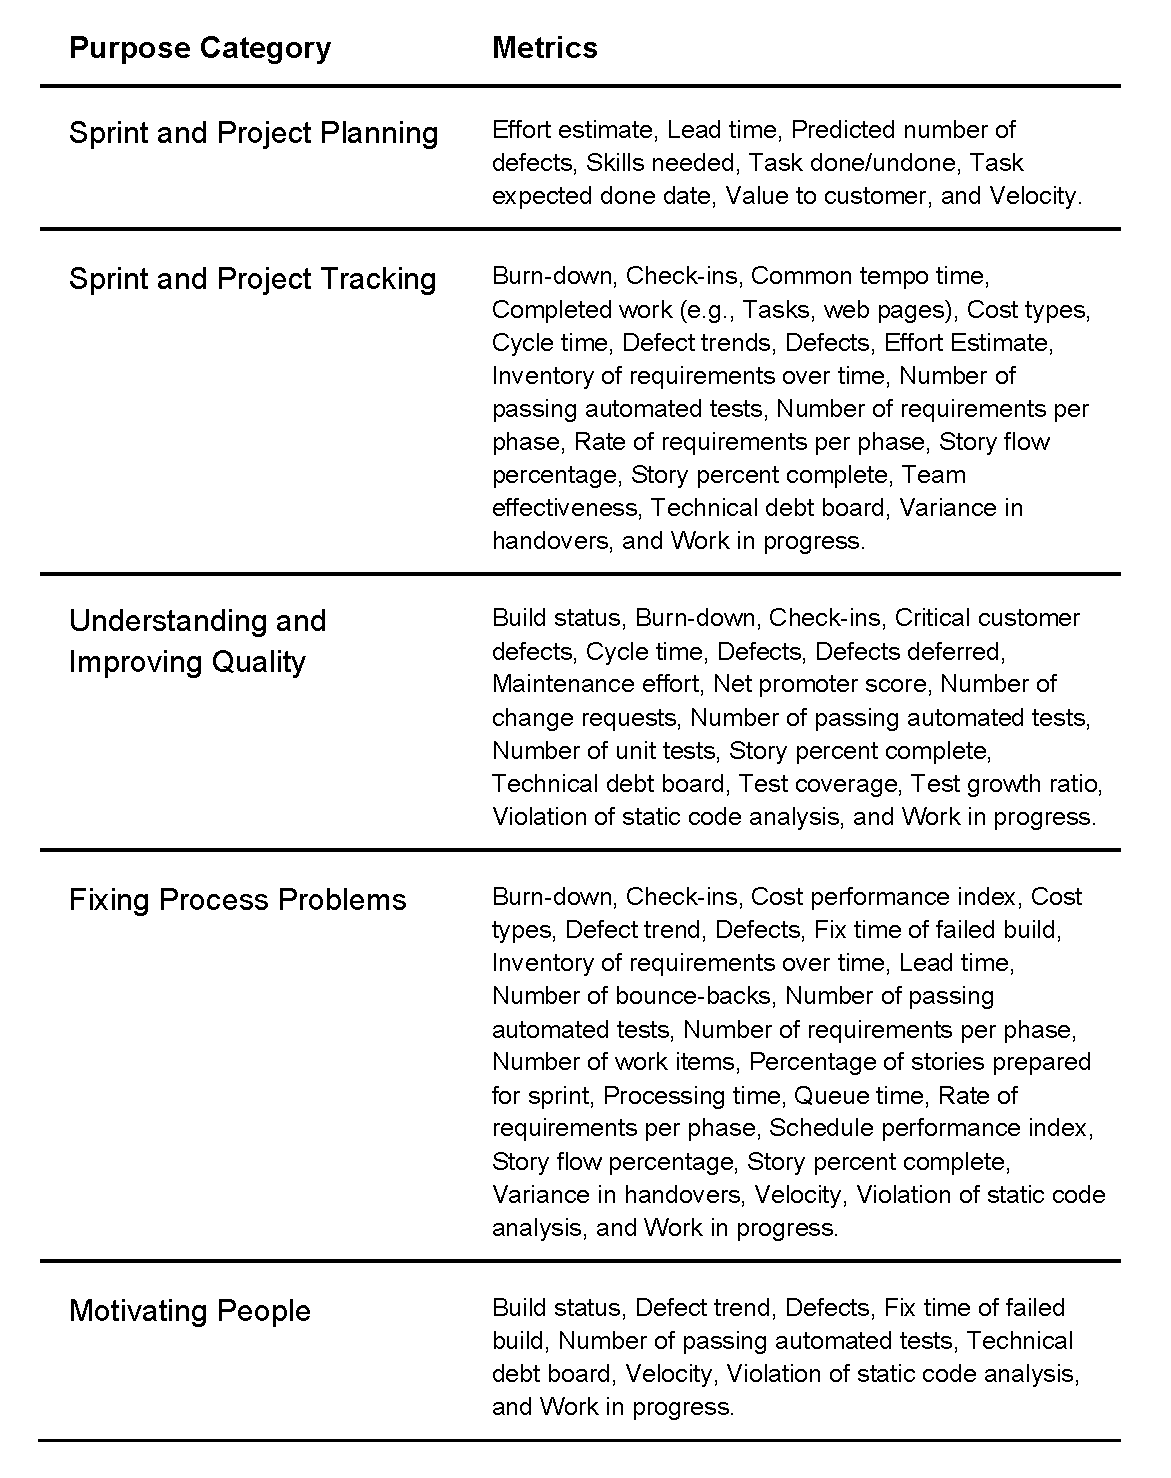 Purpose Category
Metrics
Sprint and Project Planning
Effort estimate, Lead time, Predicted number of
defects, Skills needed, Task done/undone, Task
expected done date, Value to customer, and Velocity.
Sprint and Project Tracking
Burn-down, Check-ins, Common tempo time,
Completed work (e.g., Tasks, web pages), Cost types,
Cycle time, Defect trends, Defects, Effort Estimate,
Inventory of requirements over time, Number of
passing automated tests, Number of requirements per
phase, Rate of requirements per phase, Story flow
percentage, Story percent complete, Team
effectiveness, Technical debt board, Variance in
handovers, and Work in progress.
Understanding and
Improving Quality
Build status, Burn-down, Check-ins, Critical customer
defects, Cycle time, Defects, Defects deferred,
Maintenance effort, Net promoter score, Number of
change requests, Number of passing automated tests,
Number of unit tests, Story percent complete,
Technical debt board, Test coverage, Test growth ratio,
Violation of static code analysis, and Work in progress.
Fixing Process Problems
Burn-down, Check-ins, Cost performance index, Cost
types, Defect trend, Defects, Fix time of failed build,
Inventory of requirements over time, Lead time,
Number of bounce-backs, Number of passing
automated tests, Number of requirements per phase,
Number of work items, Percentage of stories prepared
for sprint, Processing time, Queue time, Rate of
requirements per phase, Schedule performance index,
Story flow percentage, Story percent complete,
Variance in handovers, Velocity, Violation of static code
analysis, and Work in progress.
Motivating People
Build status, Defect trend, Defects, Fix time of failed
build, Number of passing automated tests, Technical
debt board, Velocity, Violation of static code analysis,
and Work in progress.